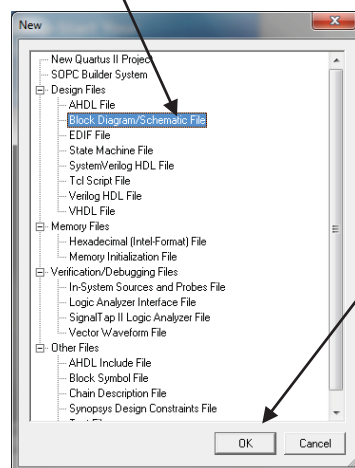 New
New Quartus II Project
SOPC Builder System
Design Files
AHDL File
Block Diagram/Schematic File
EDIF File
State Machine File
SystemVerilog HDL File
Tcl Script File
Verilog HDL File
VHDL File
Memory Files
Hexadecimal (Intel-Format) File
Memory Initialization File
Verification/Debugging Files
In-System Sources and Probes File
Logic Analyzer Interface File
SignalTap II Logic Analyzer File
Vector Waveform File
Other Files
AHDL Include File
Block Symbol File
Chain Description File
Synopsys Design Constraints File
OK Cancel